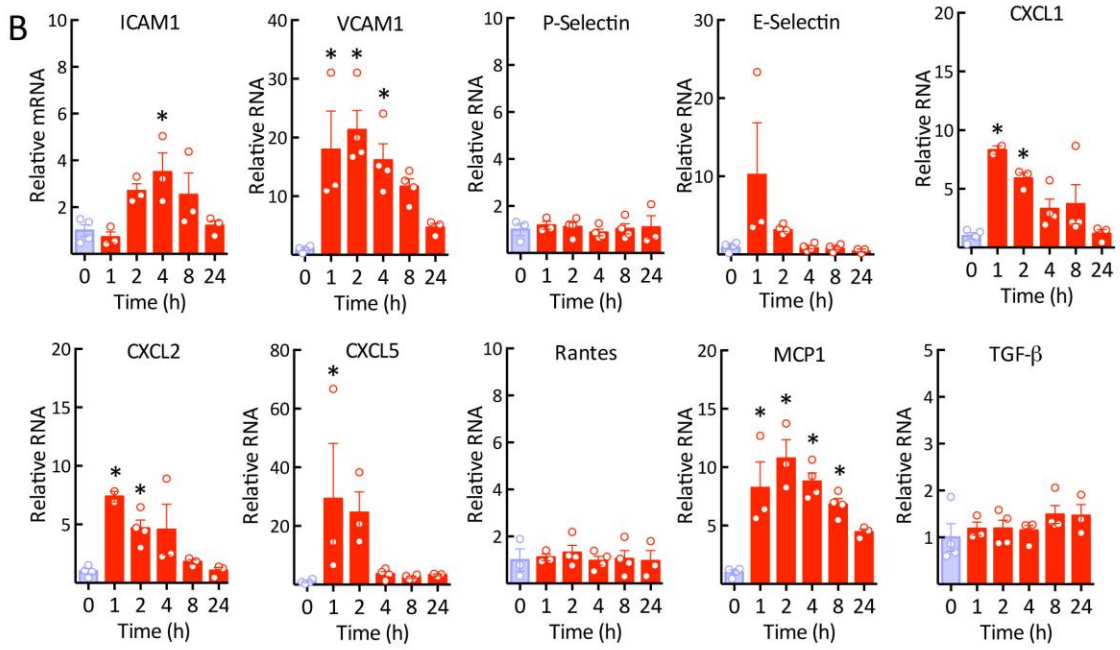 B
ICAM1
Relative mRNA
10
8
6
4
2
*
0 1 2 4 8 24
Time (h)
VCAM1
Relative RNA
40
30
20
10
* * *
0 1 2 4 8 24
Time (h)
P-Selectin
Relative RNA
10
8
6
4
2
0 1 2 4 8 24
Time (h)
E-Selectin
Relative RNA
30
20
10
0 1 2 4 8 24
Time (h)
CXCL1
Relative RNA
20
15
10
5
* *
0 1 2 4 8 24
Time (h)
CXCL2
Relative RNA
20
15
10
5
* *
0 1 2 4 8 24
Time (h)
CXCL5
Relative RNA
80
60
40
20
*
0 1 2 4 8 24
Time (h)
Rantes
Relative RNA
10
8
6
4
2
0 1 2 4 8 24
Time (h)
MCP1
Relative RNA
20
15
10
5
* * * *
0 1 2 4 8 24
Time (h)
TGF-β
Relative RNA
5
4
3
2
1
0 1 2 4 8 24
Time (h)